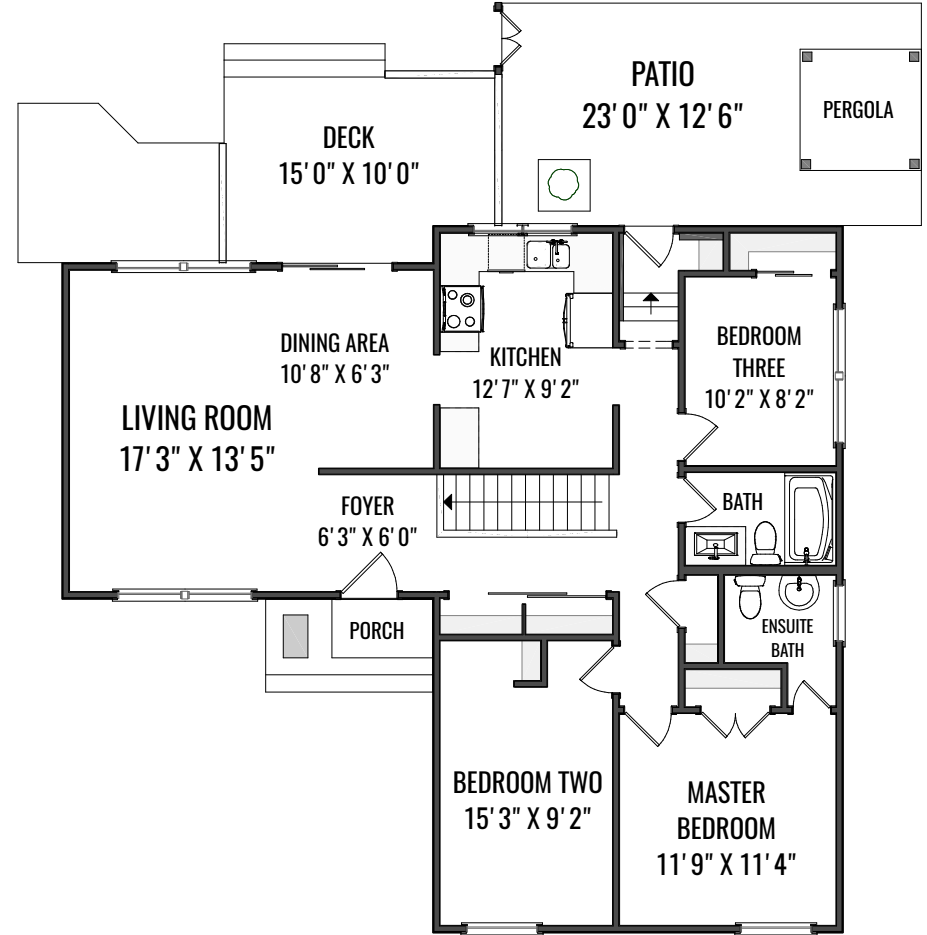 PATIO
23'0" X 12'6"
PERGOLA
DECK
15'0" X 10'0"
DINING AREA
10'8" X 6'3"
KITCHEN
12'7" X 9'2"
BEDROOM
THREE
10'2" X 8'2"
LIVING ROOM
17'3" X 13'5"
FOYER
6'3" X 6'0"
BATH
PORCH
ENSUITE
BATH
BEDROOM TWO
15'3" X 9'2"
MASTER
BEDROOM
11'9" X 11'4"